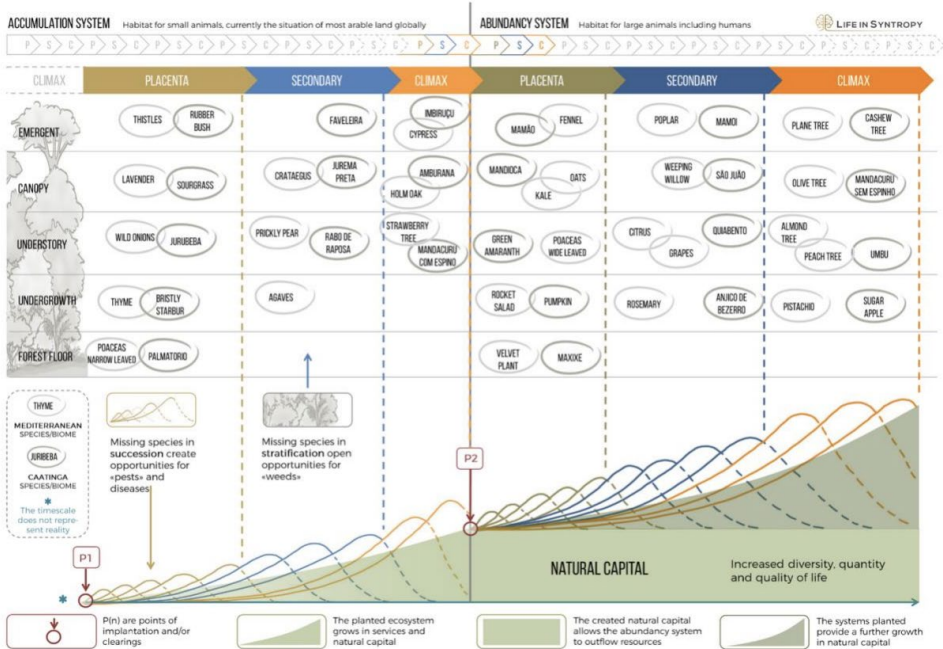 ACCUMULATION SYSTEM Habitat for small animals, currently the situation of most arable land globally
ABUNDANCY SYSTEM Habitat for large animals including humans
LIFE IN SYNTROPY
P S C P S C P S C P S C P S C P S C P S C P S C P S C P S C
CLIMAX PLACENTA SECONDARY CLIMAX PLACENTA SECONDARY CLIMAX
EMERGENT
THISTLES
RUBBER
BUSH
FAVELEIRA
IMBIRUÇU
CYPRESS
MAMÃO
FENNEL
POPLAR
MAMOI
PLANE TREE
CASHEW
TREE
CANOPY
LAVENDER
SOURGRASS
CRATAEGUS
JUREMA
PRETA
AMBURANA
HOLM OAK
MANDIOCA
OATS
KALE
WEEPING
WILLOW
SÃO JUÃO
OLIVE TREE
MANDACARU
SEM ESPINHO
UNDERSTORY
WILD ONIONS
JURUBEBA
PRICKLY PEAR
RABO DE
RAPOSA
STRAWBERRY
TREE
MANDACURU
COM ESPINO
GREEN
AMARANTH
POACEAS
WIDE LEAVED
CITRUS
GRAPES
QUIABENTO
ALMOND
TREE
PEACH TREE
UMBU
UNDERGROWTH
THYME
BRISTLY
STARBUR
AGAVES
ROCKET
SALAD
PUMPKIN
ROSEMARY
ANJICO DE
BEZERRO
PISTACHIO
SUGAR
APPLE
FOREST FLOOR
POACEAS
NARROW LEAVED
PALMATORIO
VELVET
PLANT
MAXIXE
THYME
MEDITERRANEAN
SPECIES/BIOME
JURIBEBA
CAATINGA
SPECIES/BIOME
*
The timescale
does not repre-
sent reality
Missing species in
succession create
opportunities for
«pests» and
diseases
Missing species in
stratification open
opportunities for
«weeds»
P1
P2
*
NATURAL CAPITAL
Increased diversity, quantity
and quality of life
P(n) are points of
implantation and/or
clearings
The planted ecosystem
grows in services and
natural capital
The created natural capital
allows the abundancy system
to outflow resources
The systems planted
provide a further growth
in natural capital